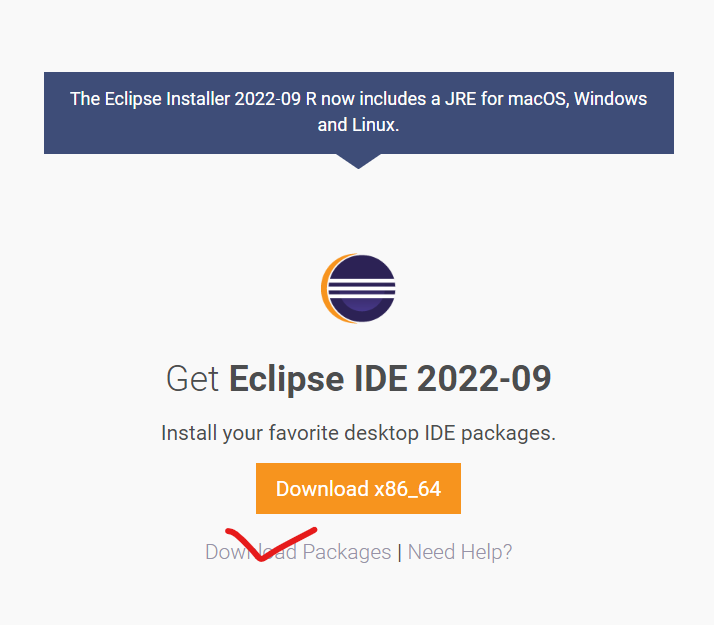 The Eclipse Installer 2022-09 R now includes a JRE for macOS, Windows
and Linux.
Get Eclipse IDE 2022-09
Install your favorite desktop IDE packages.
Download x86_64
Download Packages | Need Help?